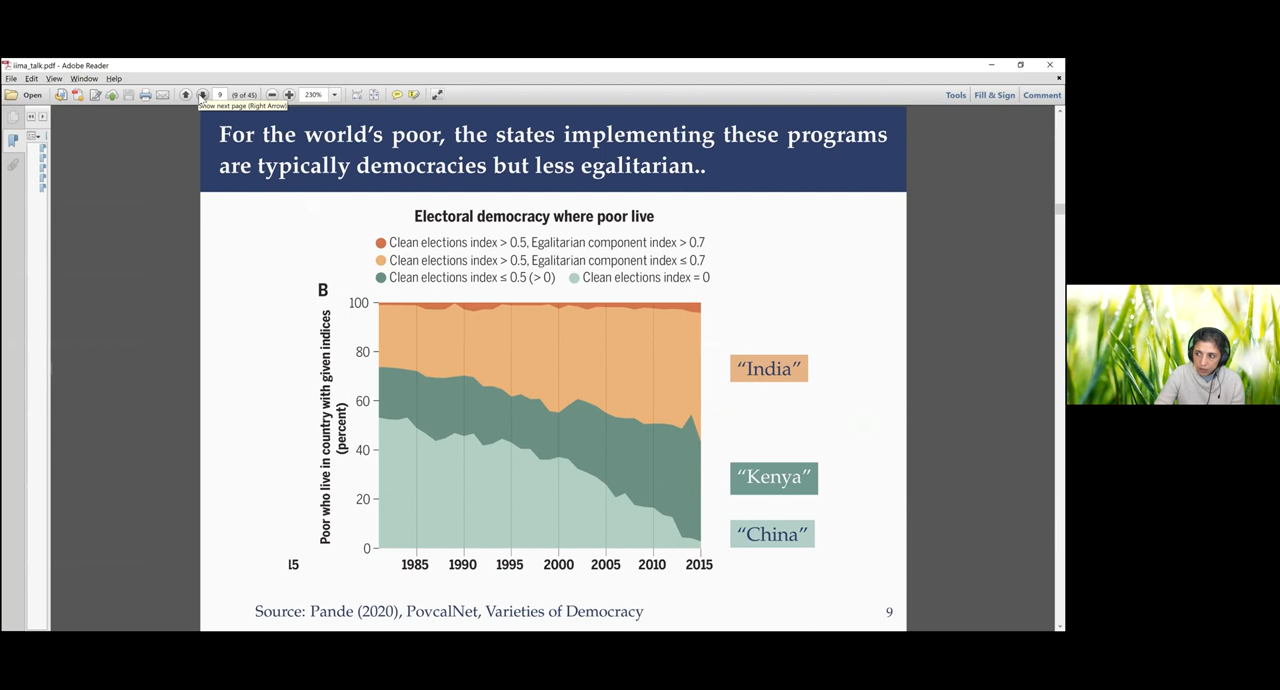 iima_talk.pdf - Adobe Reader
File Edit View Window Help
Open 9 (9 of 45) 230% Tools Fill & Sign Comment
Show next page (Right Arrow)
For the world's poor, the states implementing these programs
are typically democracies but less egalitarian..
Electoral democracy where poor live
Clean elections index > 0.5, Egalitarian component index > 0.7
Clean elections index > 0.5, Egalitarian component index ≤ 0.7
Clean elections index ≤ 0.5 (> 0) Clean elections index = 0
B
Poor who live in country with given indices
(percent)
100
80
60
40
20
0
"India"
"Kenya"
"China"
15 1985 1990 1995 2000 2005 2010 2015
Source: Pande (2020), PovcalNet, Varieties of Democracy
9